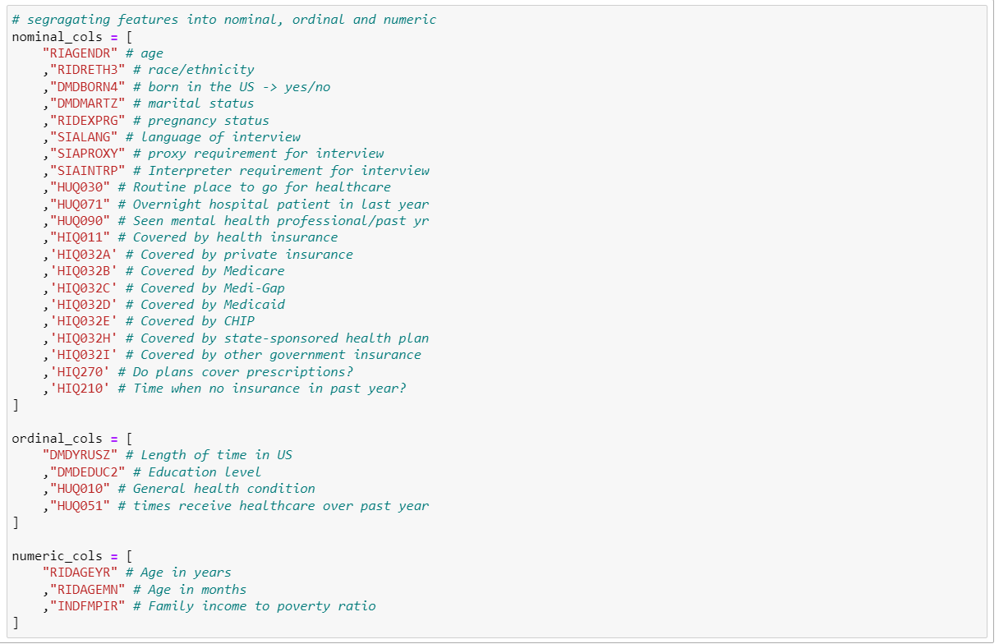 # segragating features into nominal, ordinal and numeric
nominal_cols = [
    "RIAGENDR" # age
    ,"RIDRETH3" # race/ethnicity
    ,"DMDBORN4" # born in the US -> yes/no
    ,"DMDMARTZ" # marital status
    ,"RIDEXPRG" # pregnancy status
    ,"SIALANG" # language of interview
    ,"SIAPROXY" # proxy requirement for interview
    ,"SIAINTRP" # Interpreter requirement for interview
    ,"HUQ030" # Routine place to go for healthcare
    ,"HUQ071" # Overnight hospital patient in last year
    ,"HUQ090" # Seen mental health professional/past yr
    ,"HIQ011" # Covered by health insurance
    ,'HIQ032A' # Covered by private insurance
    ,'HIQ032B' # Covered by Medicare
    ,'HIQ032C' # Covered by Medi-Gap
    ,'HIQ032D' # Covered by Medicaid
    ,'HIQ032E' # Covered by CHIP
    ,'HIQ032H' # Covered by state-sponsored health plan
    ,'HIQ032I' # Covered by other government insurance
    ,'HIQ270' # Do plans cover prescriptions?
    ,'HIQ210' # Time when no insurance in past year?
]

ordinal_cols = [
    "DMDYRUSZ" # Length of time in US
    ,"DMDEDUC2" # Education level
    ,"HUQ010" # General health condition
    ,"HUQ051" # times receive healthcare over past year
]

numeric_cols = [
    "RIDAGEYR" # Age in years
    ,"RIDAGEMN" # Age in months
    ,"INDFMPIR" # Family income to poverty ratio
]